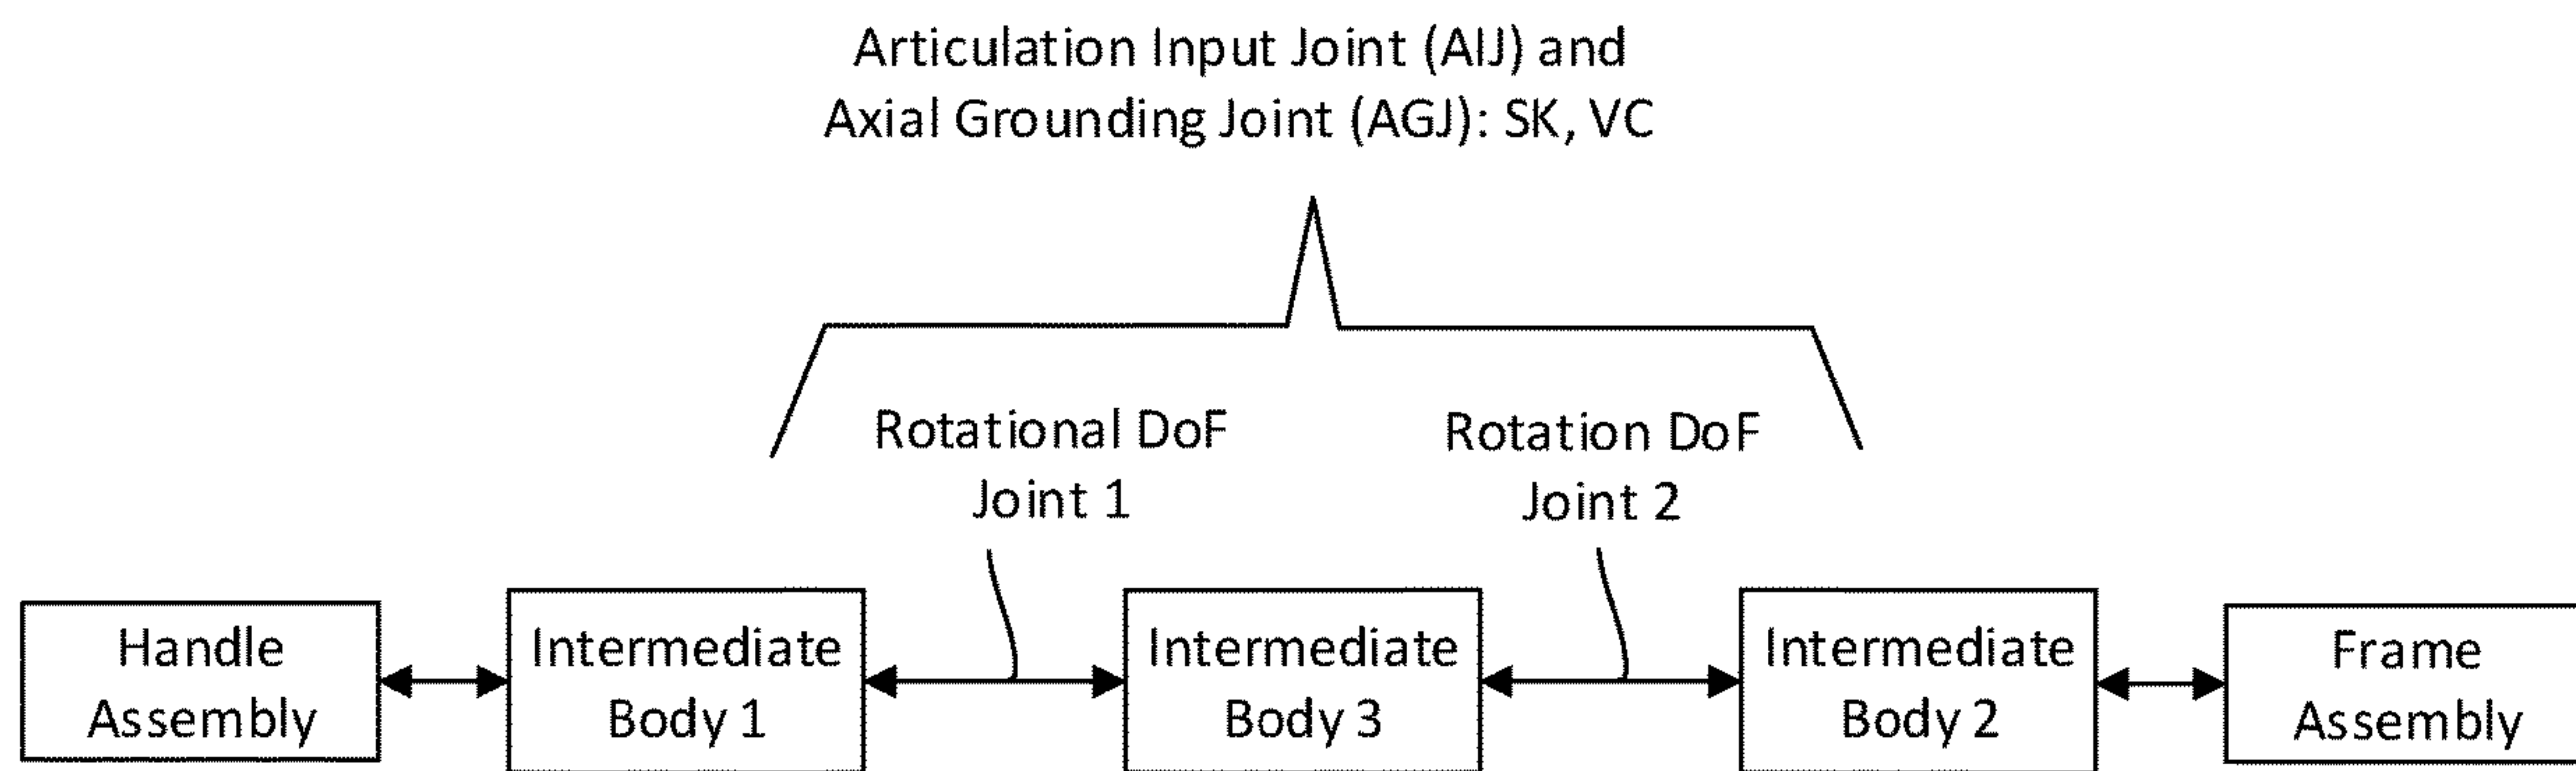 Articulation Input Joint (AIJ) and
Axial Grounding Joint (AGJ): SK, VC
Rotational DoF
Joint 1
Rotation DoF
Joint 2
Handle
Assembly
Intermediate
Body 1
Intermediate
Body 3
Intermediate
Body 2
Frame
Assembly